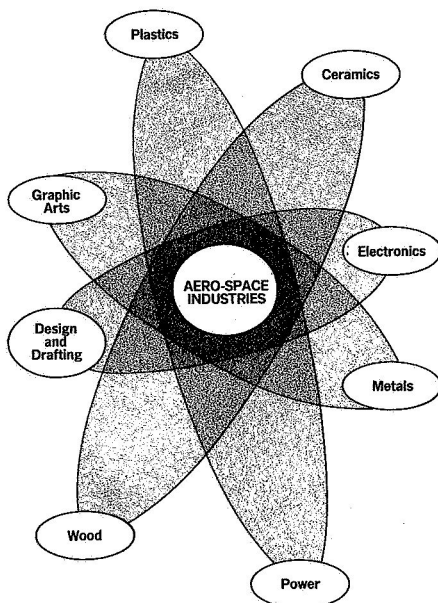 Plastics
Ceramics
Graphic
Arts
Electronics
AERO-SPACE
INDUSTRIES
Design
and
Drafting
Metals
Wood
Power